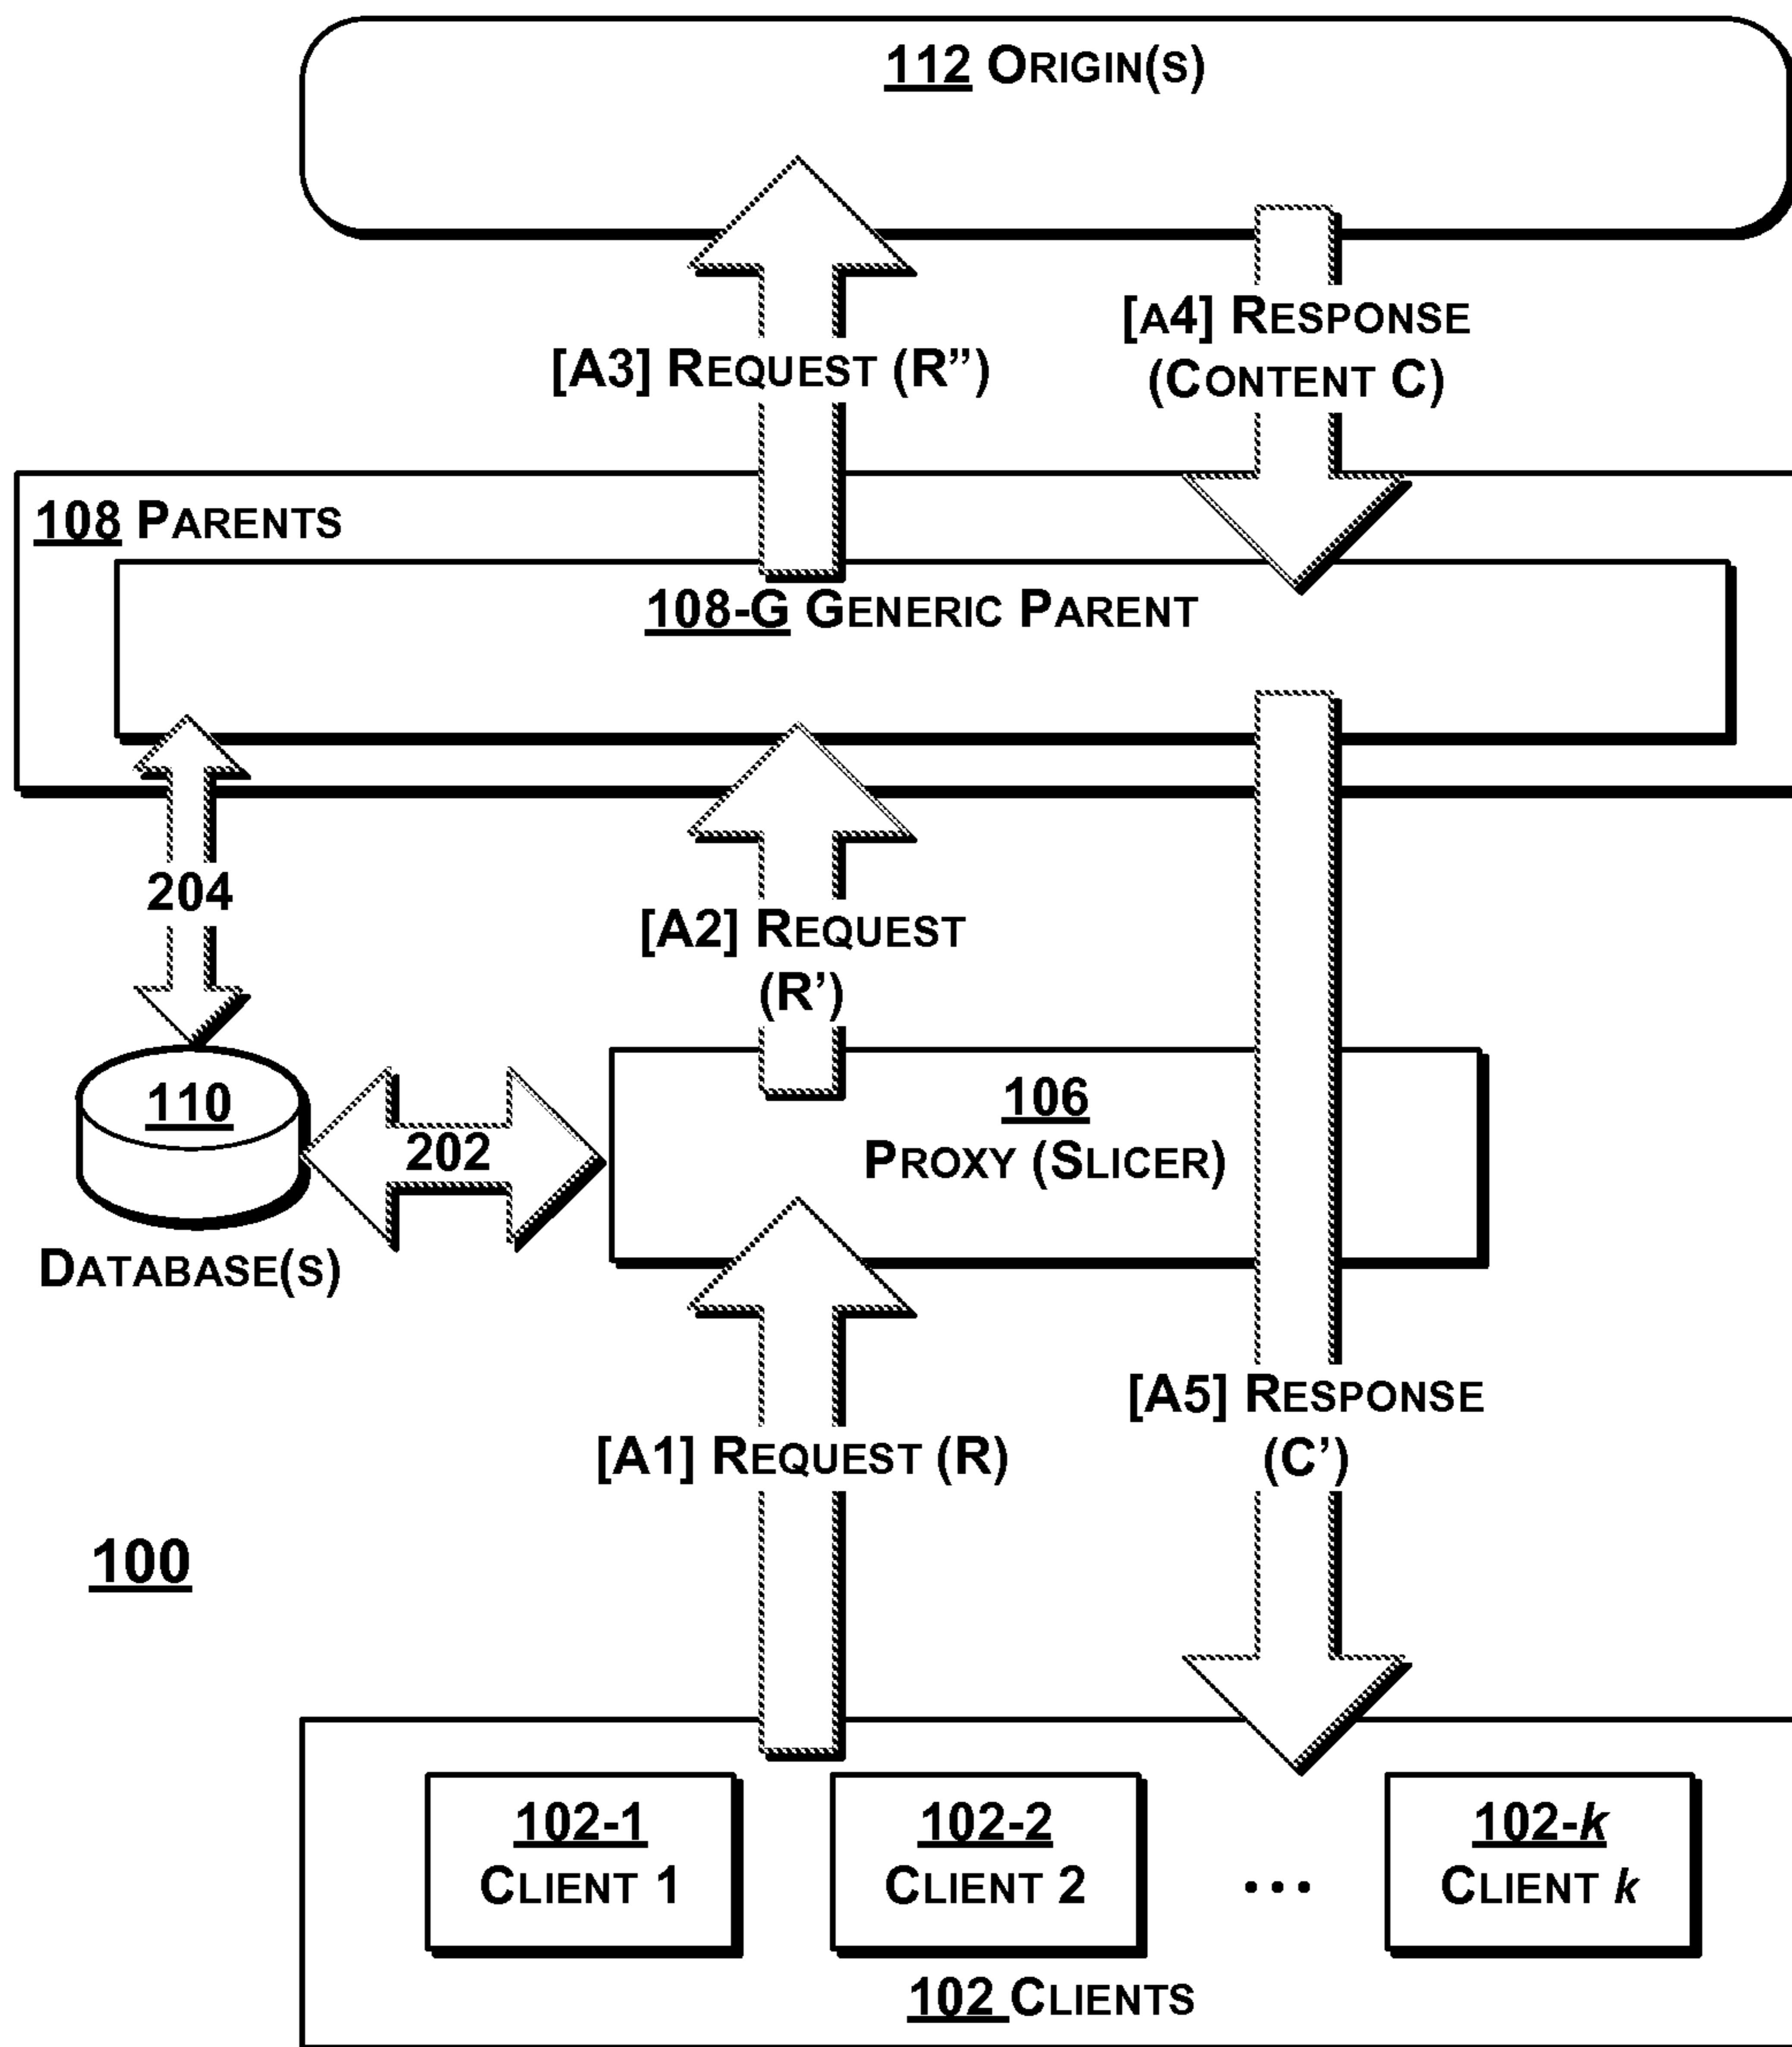 112 ORIGIN(S)
[A4] RESPONSE
(CONTENT C)
[A3] REQUEST (R”)
108 PARENTS
108-G GENERIC PARENT
204
[A2] REQUEST
(R’)
110
106
202
PROXY (SLICER)
DATABASE(S)
[A5] RESPONSE
(C’)
[A1] REQUEST (R)
100
102-1
CLIENT 1
102-2
CLIENT 2
...
102-k
CLIENT k
102 CLIENTS